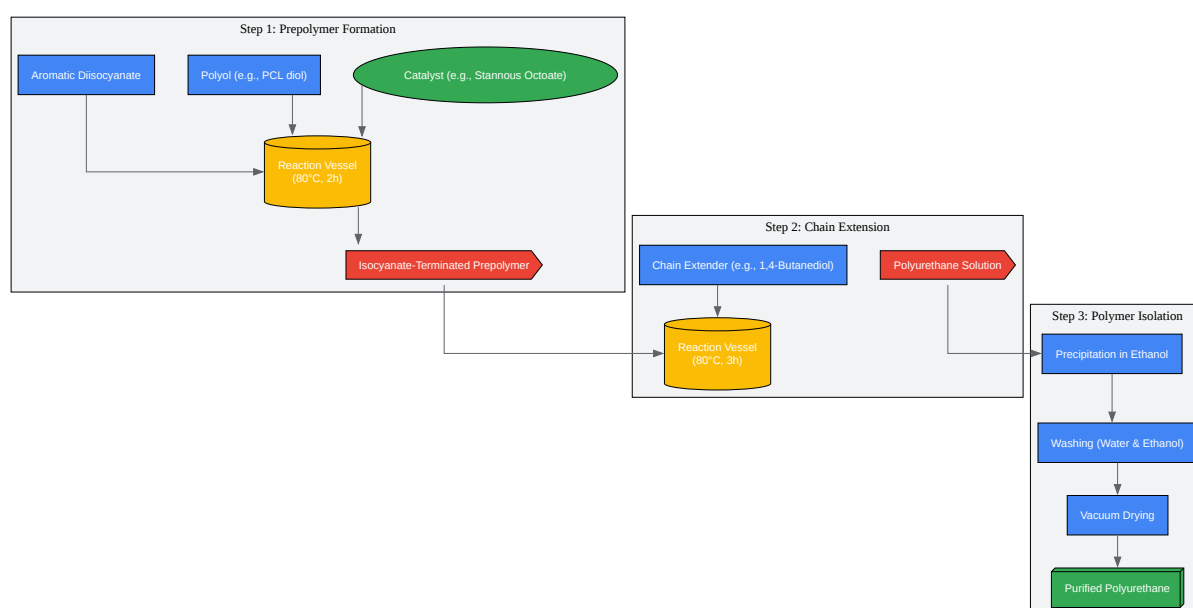 Step 1: Prepolymer Formation
Aromatic Diisocyanate
Polyol (e.g., PCL diol)
Catalyst (e.g., Stannous Octoate)
Reaction Vessel
(80°C, 2h)
Isocyanate-Terminated Prepolymer
Step 2: Chain Extension
Chain Extender (e.g., 1,4-Butanediol)
Polyurethane Solution
Reaction Vessel
(80°C, 3h)
Step 3: Polymer Isolation
Precipitation in Ethanol
Washing (Water & Ethanol)
Vacuum Drying
Purified Polyurethane